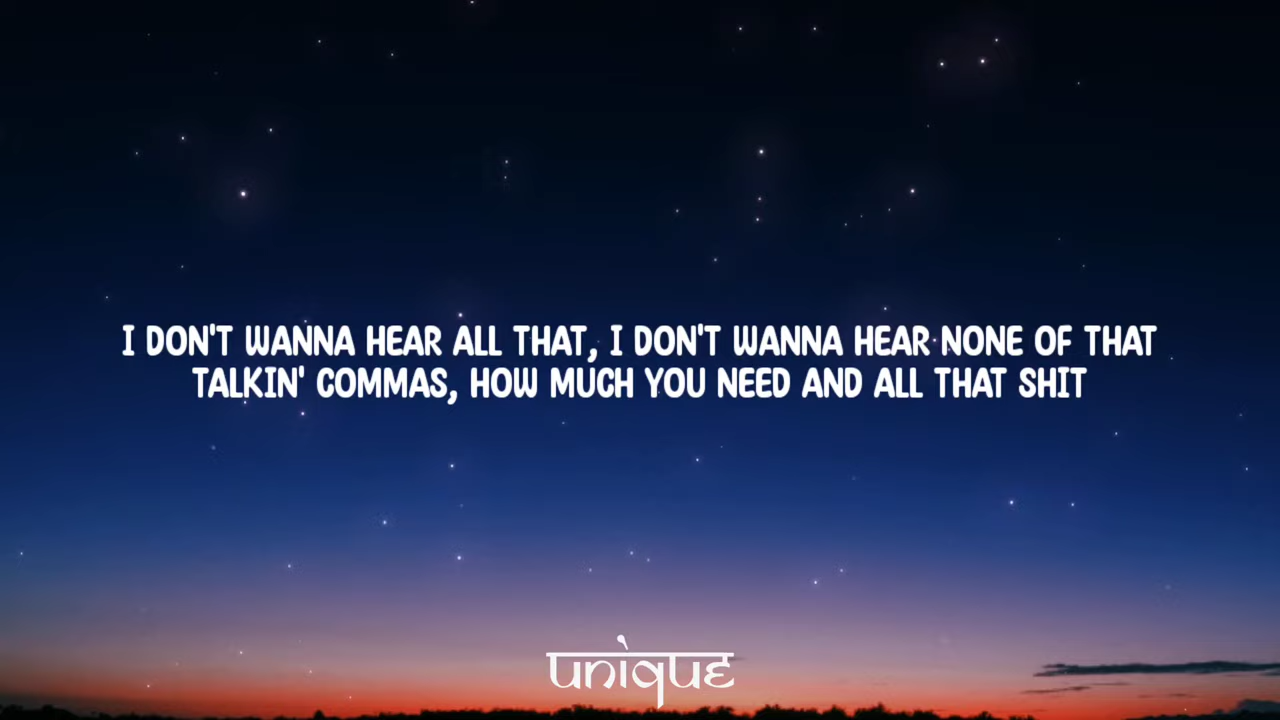 I DON'T WANNA HEAR ALL THAT, I DON'T WANNA HEAR NONE OF THAT
TALKIN' COMMAS, HOW MUCH YOU NEED AND ALL THAT SHIT
unique